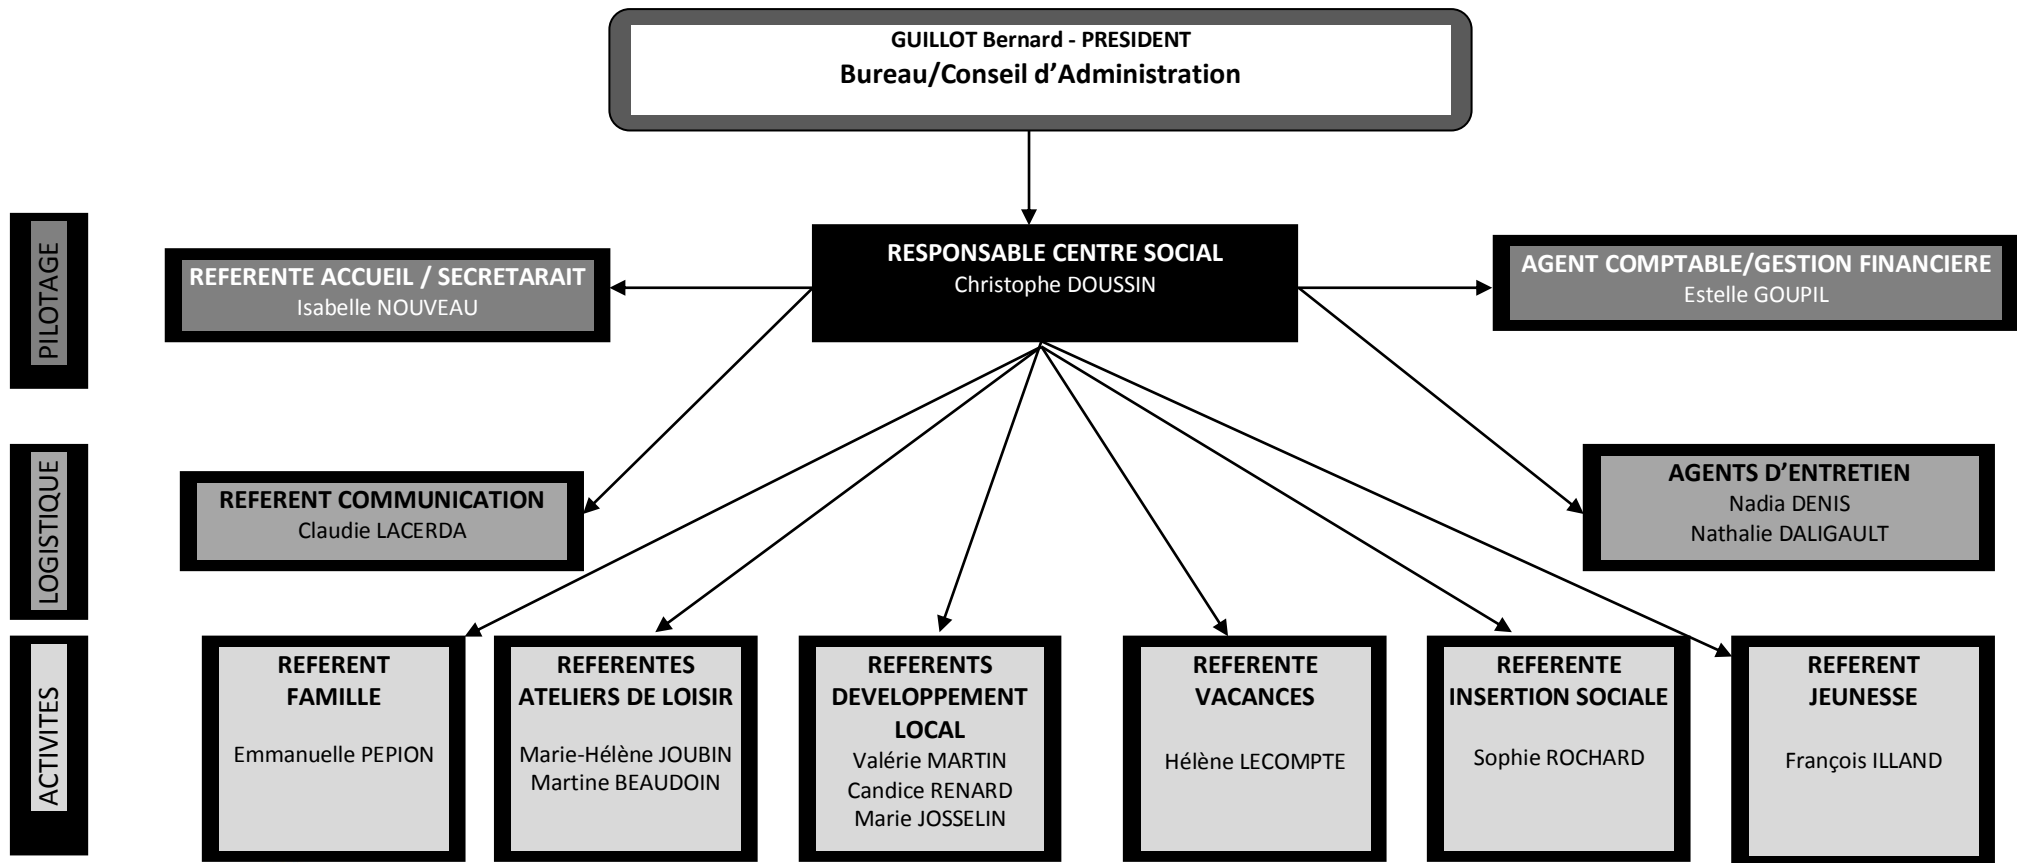 GUILLOT Bernard - PRESIDENT
Bureau/Conseil d’Administration
PILOTAGE
REFERENTE ACCUEIL / SECRETARAIT
Isabelle NOUVEAU
RESPONSABLE CENTRE SOCIAL
Christophe DOUSSIN
AGENT COMPTABLE/GESTION FINANCIERE
Estelle GOUPIL
LOGISTIQUE
REFERENT COMMUNICATION
Claudie LACERDA
AGENTS D’ENTRETIEN
Nadia DENIS
Nathalie DALIGAULT
ACTIVITES
REFERENT
FAMILLE
Emmanuelle PEPION
REFERENTES
ATELIERS DE LOISIR
Marie-Hélène JOUBIN
Martine BEAUDOIN
REFERENTS
DEVELOPPEMENT
LOCAL
Valérie MARTIN
Candice RENARD
Marie JOSSELIN
REFERENTE
VACANCES
Hélène LECOMPTE
REFERENTE
INSERTION SOCIALE
Sophie ROCHARD
REFERENT
JEUNESSE
François ILLAND